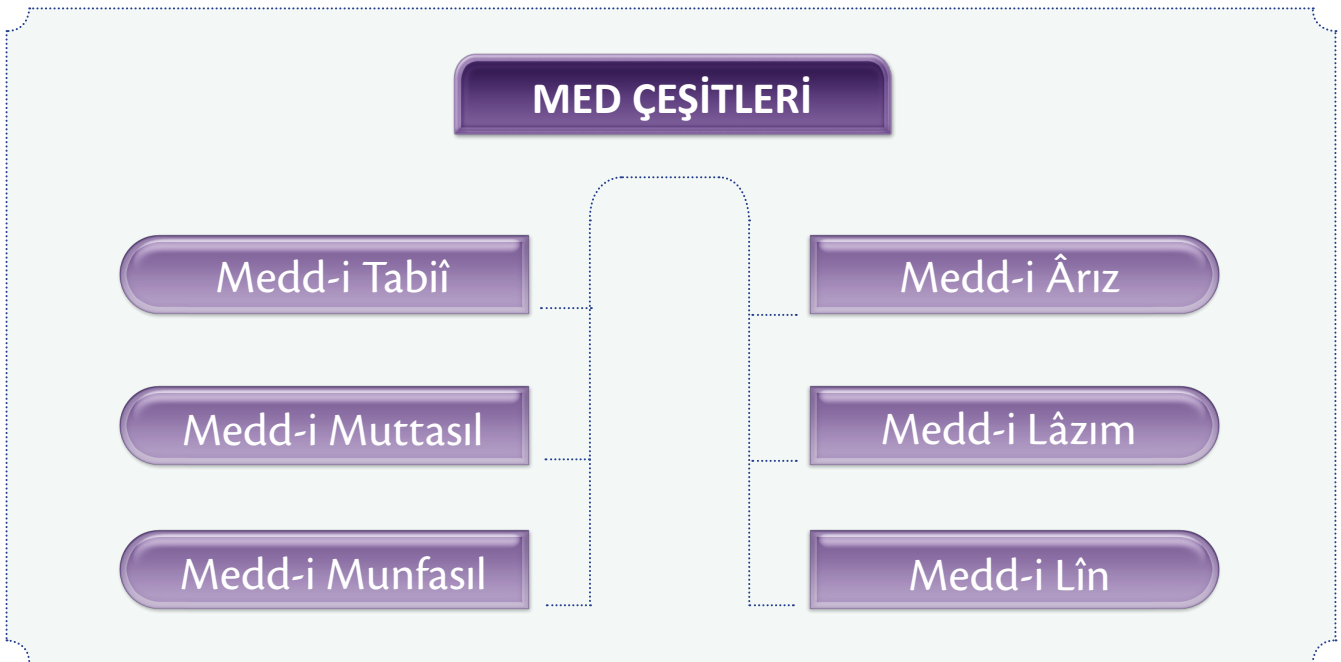 MED ÇEŞİTLERİ
Medd-i Tabiî
Medd-i Muttasıl
Medd-i Munfasıl
Medd-i Ârız
Medd-i Lâzım
Medd-i Lîn